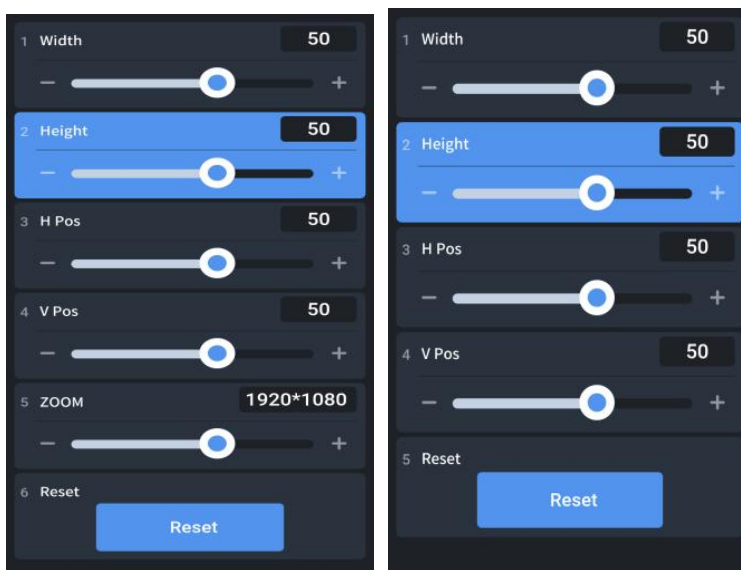 1 Width 50
− +
2 Height 50
− +
3 H Pos 50
− +
4 V Pos 50
− +
5 ZOOM 1920*1080
− +
6 Reset
Reset
1 Width 50
− +
2 Height 50
− +
3 H Pos 50
− +
4 V Pos 50
− +
5 Reset
Reset